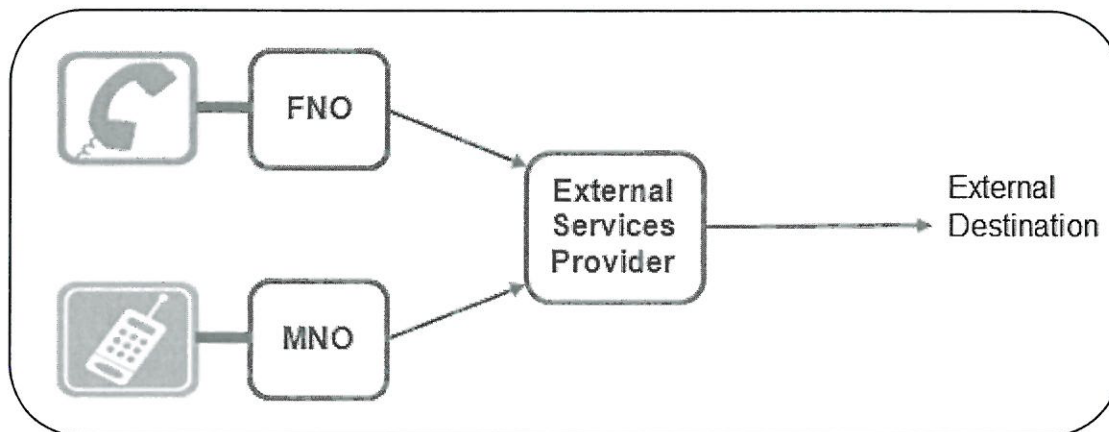 FNO
External
Services
Provider
External
Destination
MNO